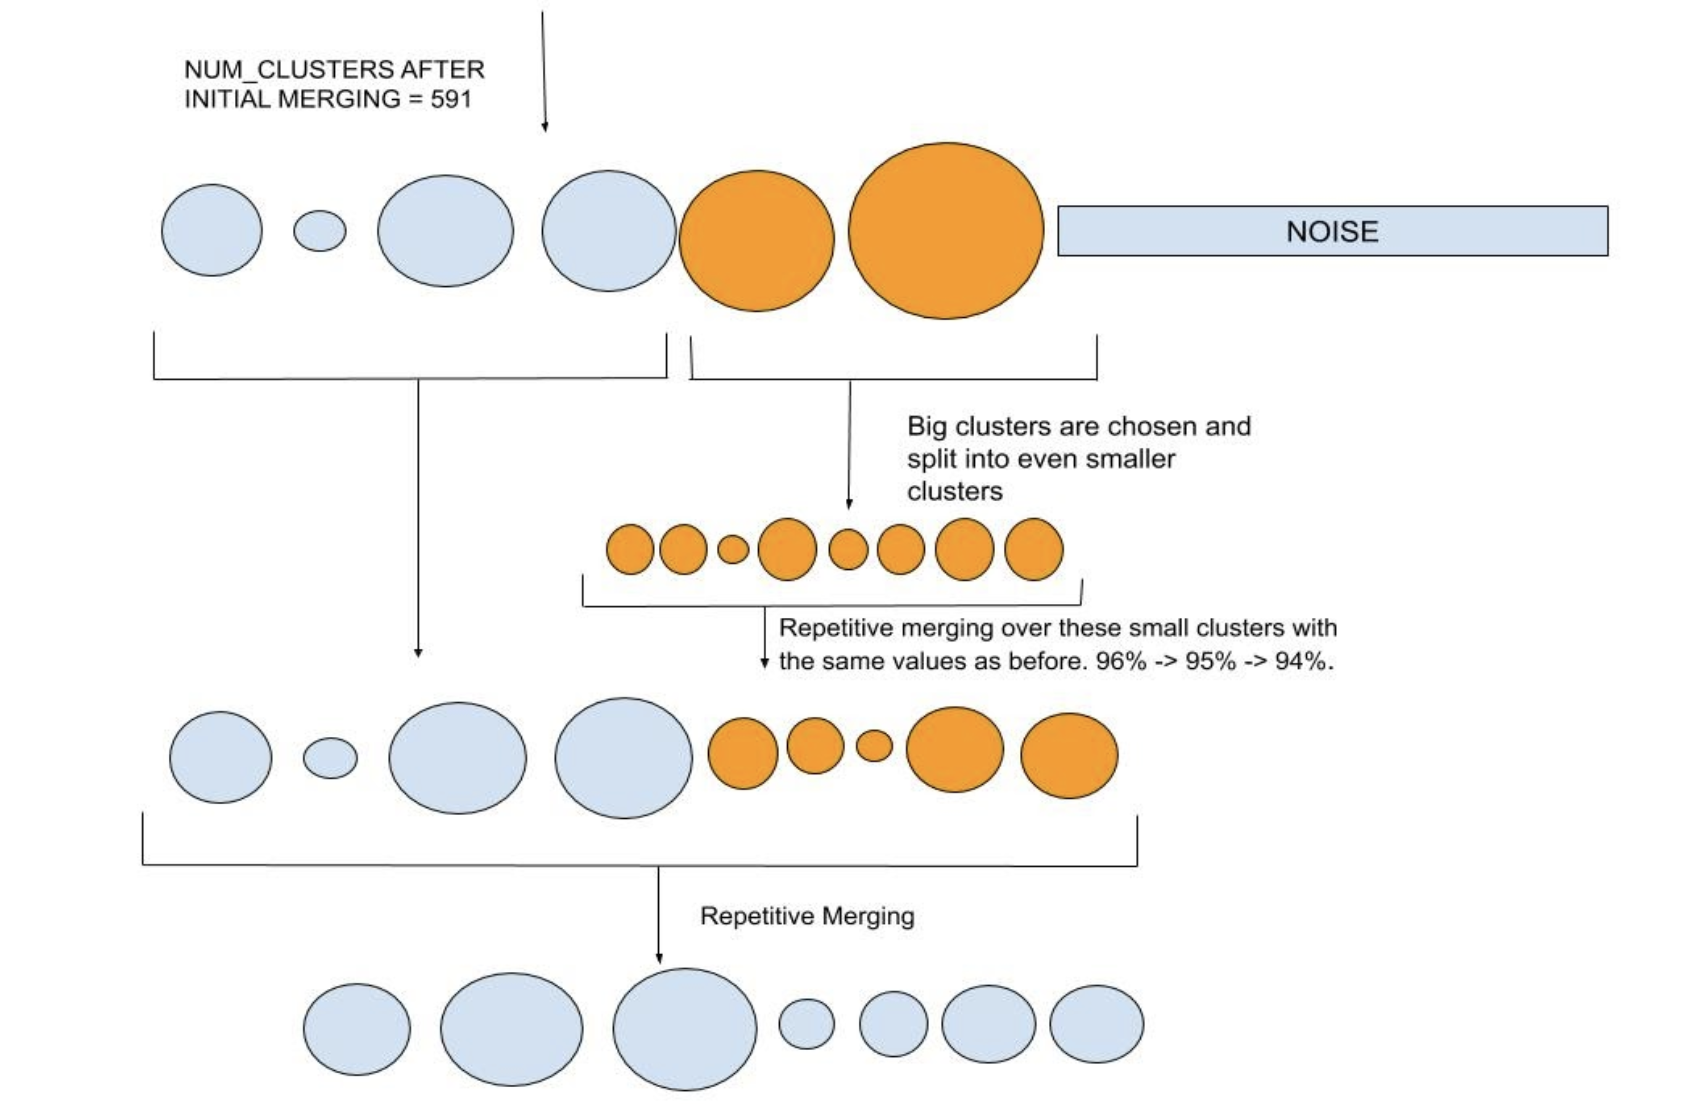 NUM_CLUSTERS AFTER
INITIAL MERGING = 591
NOISE
Big clusters are chosen and
split into even smaller
clusters
Repetitive merging over these small clusters with
the same values as before. 96% -> 95% -> 94%.
Repetitive Merging